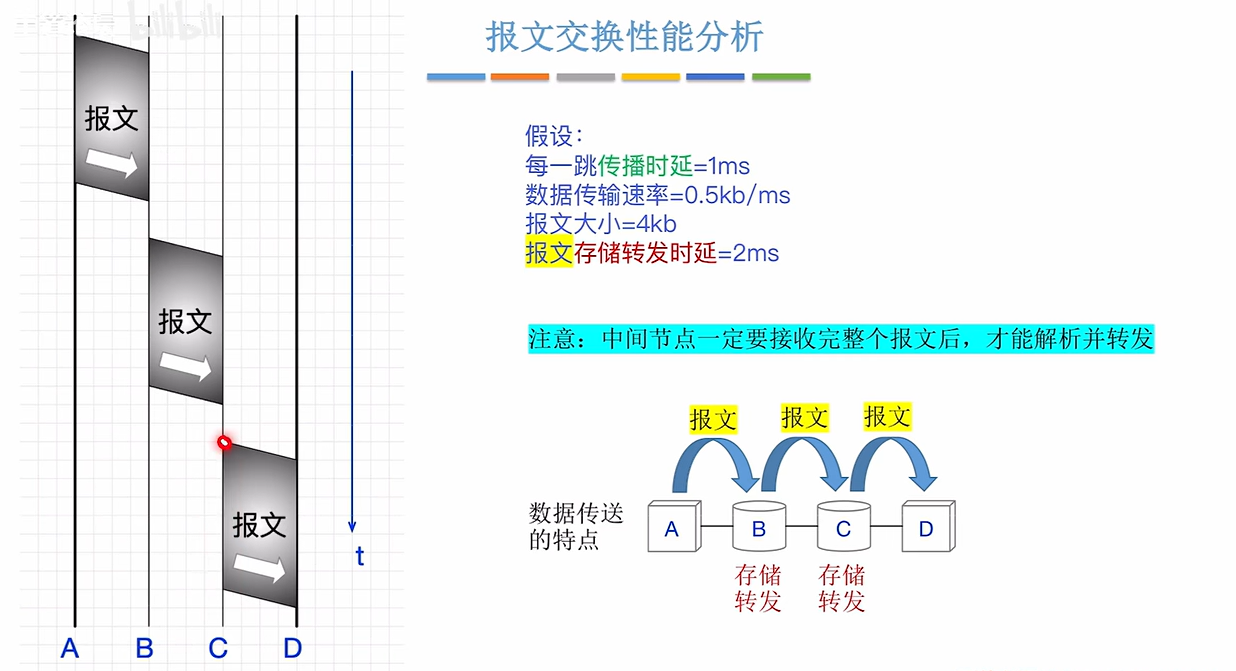 bilibili
报文交换性能分析
假设：
每一跳传播时延=1ms
数据传输速率=0.5kb/ms
报文大小=4kb
报文存储转发时延=2ms
注意：中间节点一定要接收完整个报文后，才能解析并转发
报文
报文
报文
t
A B C D
报文 报文 报文
数据传送
的特点
A B C D
存储 存储
转发 转发